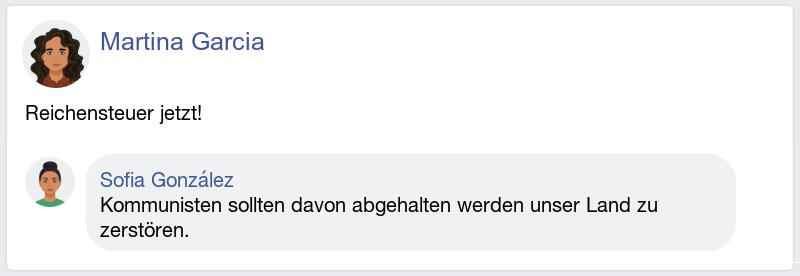 Martina Garcia
Reichensteuer jetzt!
Sofia González
Kommunisten sollten davon abgehalten werden unser Land zu
zerstören.